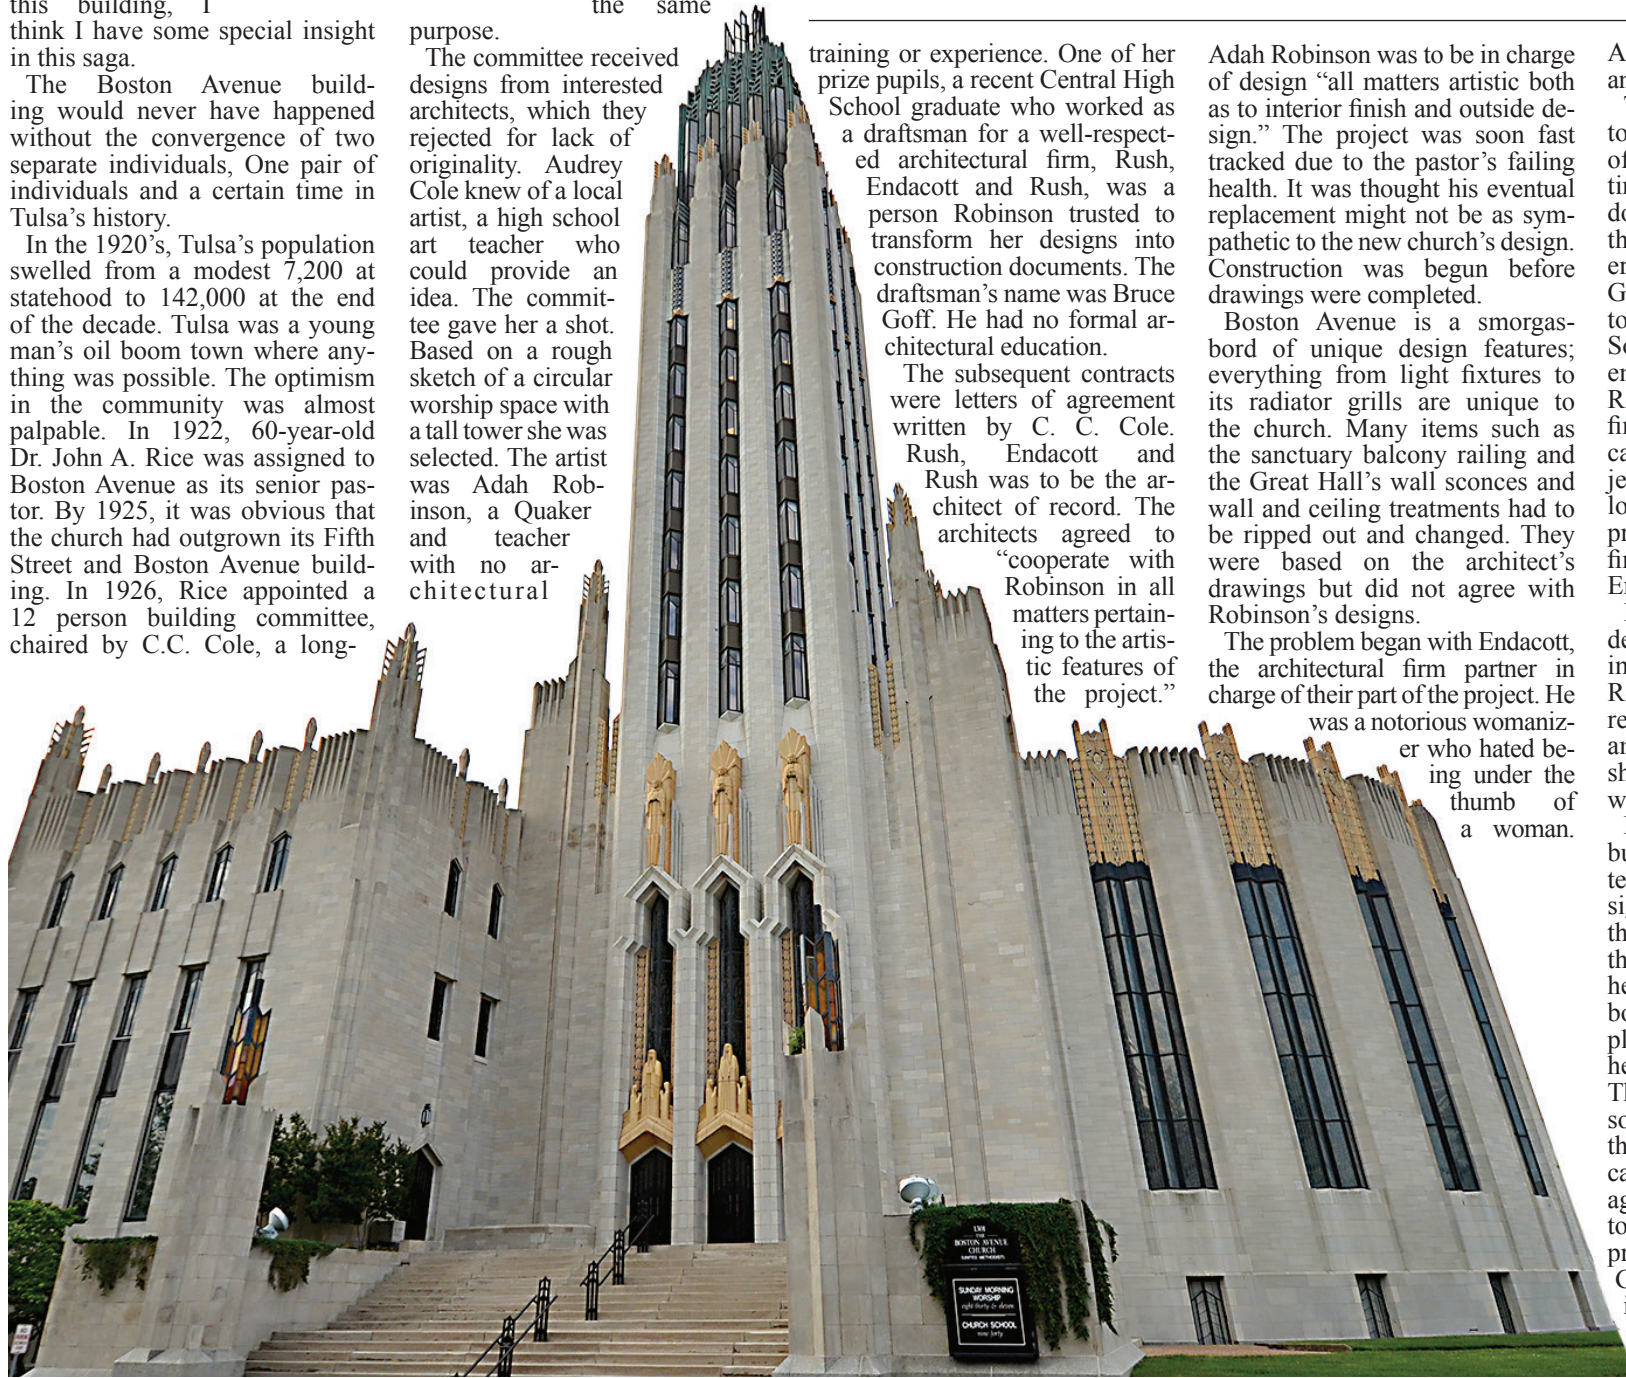 this building, I
think I have some special insight
in this saga.
The Boston Avenue build-
ing would never have happened
without the convergence of two
separate individuals, One pair of
individuals and a certain time in
Tulsa's history.
In the 1920's, Tulsa's population
swelled from a modest 7,200 at
statehood to 142,000 at the end
of the decade. Tulsa was a young
man's oil boom town where any-
thing was possible. The optimism
in the community was almost
palpable. In 1922, 60-year-old
Dr. John A. Rice was assigned to
Boston Avenue as its senior pas-
tor. By 1925, it was obvious that
the church had outgrown its Fifth
Street and Boston Avenue build-
ing. In 1926, Rice appointed a
12 person building committee,
chaired by C.C. Cole, a long-
the same
purpose.
The committee received
designs from interested
architects, which they
rejected for lack of
originality. Audrey
Cole knew of a local
artist, a high school
art teacher who
could provide an
idea. The commit-
tee gave her a shot.
Based on a rough
sketch of a circular
worship space with
a tall tower she was
selected. The artist
was Adah Rob-
inson, a Quaker
and teacher
with no ar-
chitectural
training or experience. One of her
prize pupils, a recent Central High
School graduate who worked as
a draftsman for a well-respect-
ed architectural firm, Rush,
Endacott and Rush, was a
person Robinson trusted to
transform her designs into
construction documents. The
draftsman's name was Bruce
Goff. He had no formal ar-
chitectural education.
The subsequent contracts
were letters of agreement
written by C. C. Cole.
Rush, Endacott and
Rush was to be the ar-
chitect of record. The
architects agreed to
“cooperate with
Robinson in all
matters pertain-
ing to the artis-
tic features of
the project.”
Adah Robinson was to be in charge
of design “all matters artistic both
as to interior finish and outside de-
sign.” The project was soon fast
tracked due to the pastor's failing
health. It was thought his eventual
replacement might not be as sym-
pathetic to the new church's design.
Construction was begun before
drawings were completed.
Boston Avenue is a smorgas-
bord of unique design features;
everything from light fixtures to
its radiator grills are unique to
the church. Many items such as
the sanctuary balcony railing and
the Great Hall's wall sconces and
wall and ceiling treatments had to
be ripped out and changed. They
were based on the architect's
drawings but did not agree with
Robinson's designs.
The problem began with Endacott,
the architectural firm partner in
charge of their part of the project. He
was a notorious womaniz-
er who hated be-
ing under the
thumb of
a woman.
1301
THE
BOSTON AVENUE
CHURCH
UNITED METHODIST
SUNDAY MORNING
WORSHIP
eight thirty & eleven
CHURCH SCHOOL
nine forty